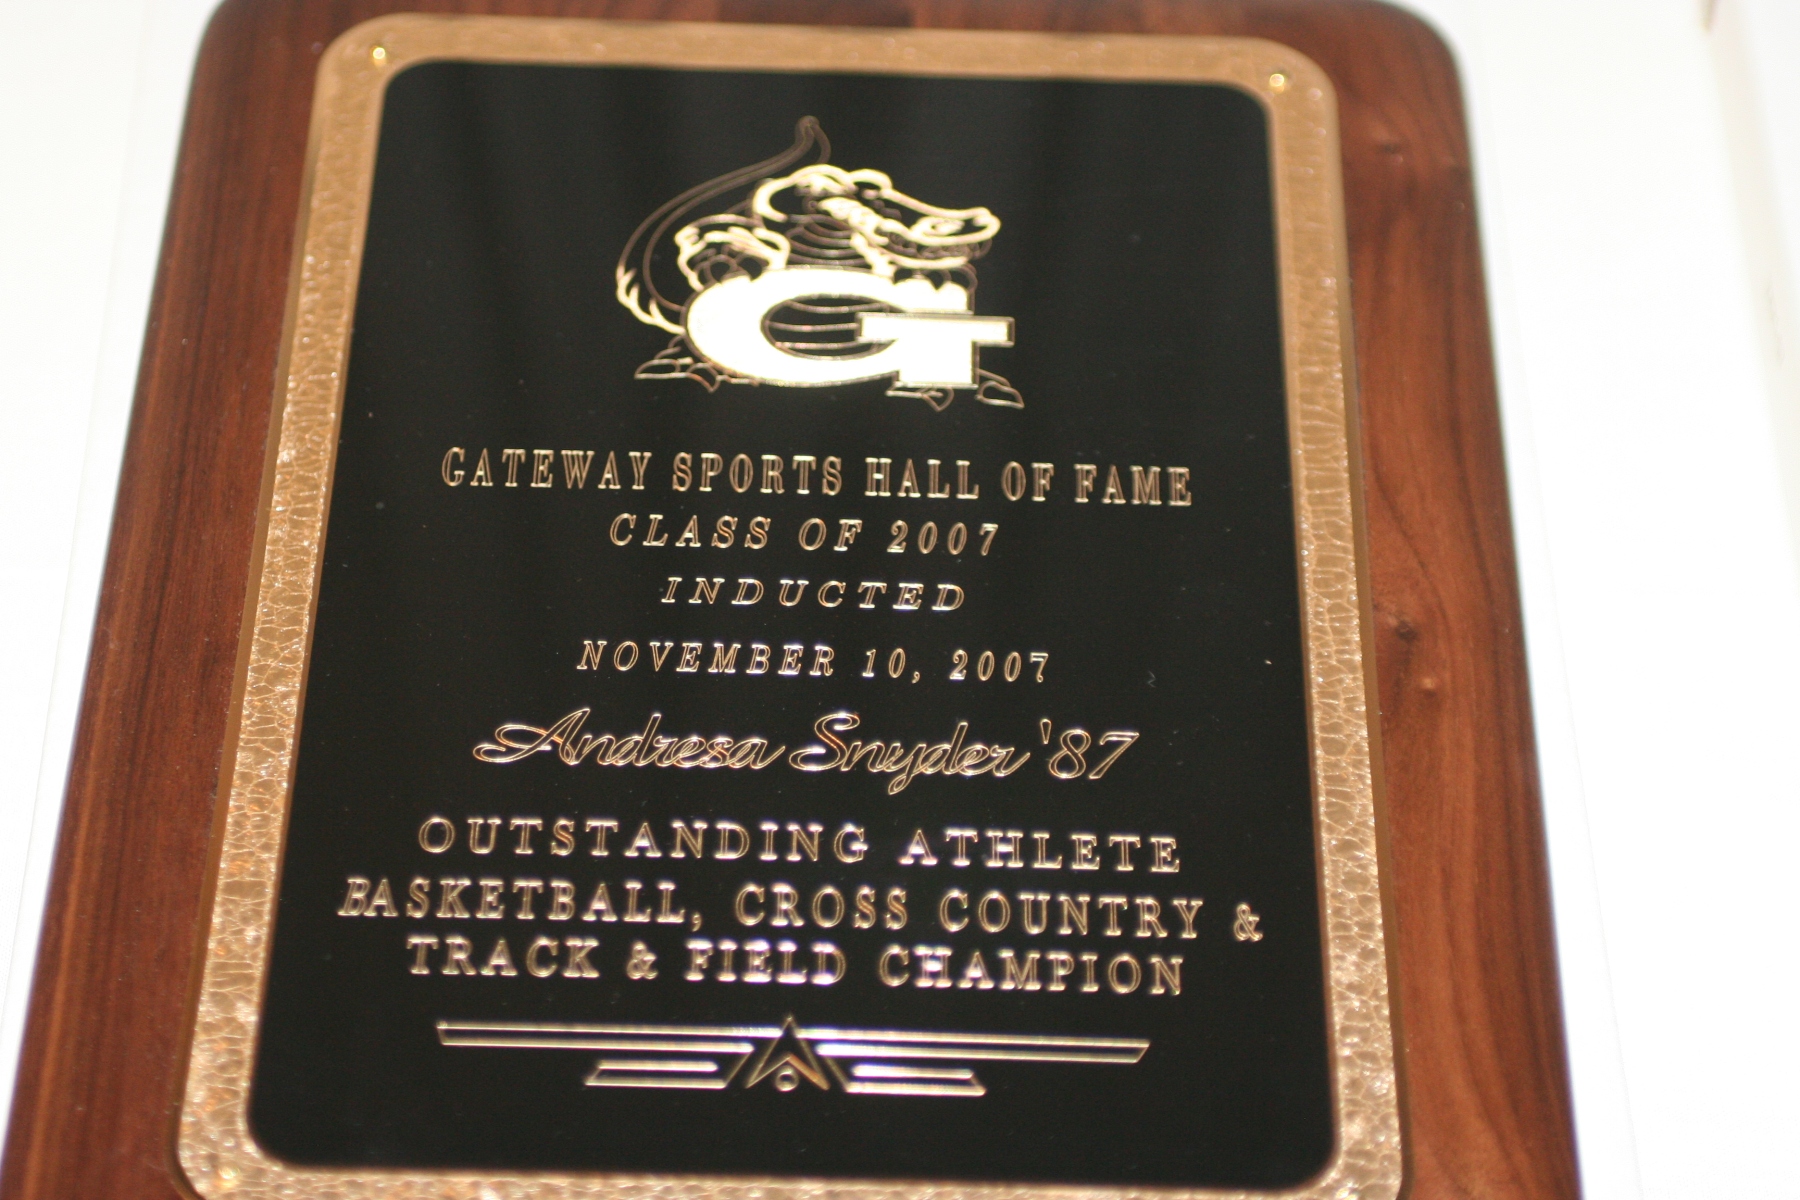 G
GATEWAY SPORTS HALL OF FAME
CLASS OF 2007
INDUCTED
NOVEMBER 10, 2007
Andresa Snyder '87
OUTSTANDING ATHLETE
BASKETBALL, CROSS COUNTRY &
TRACK & FIELD CHAMPION